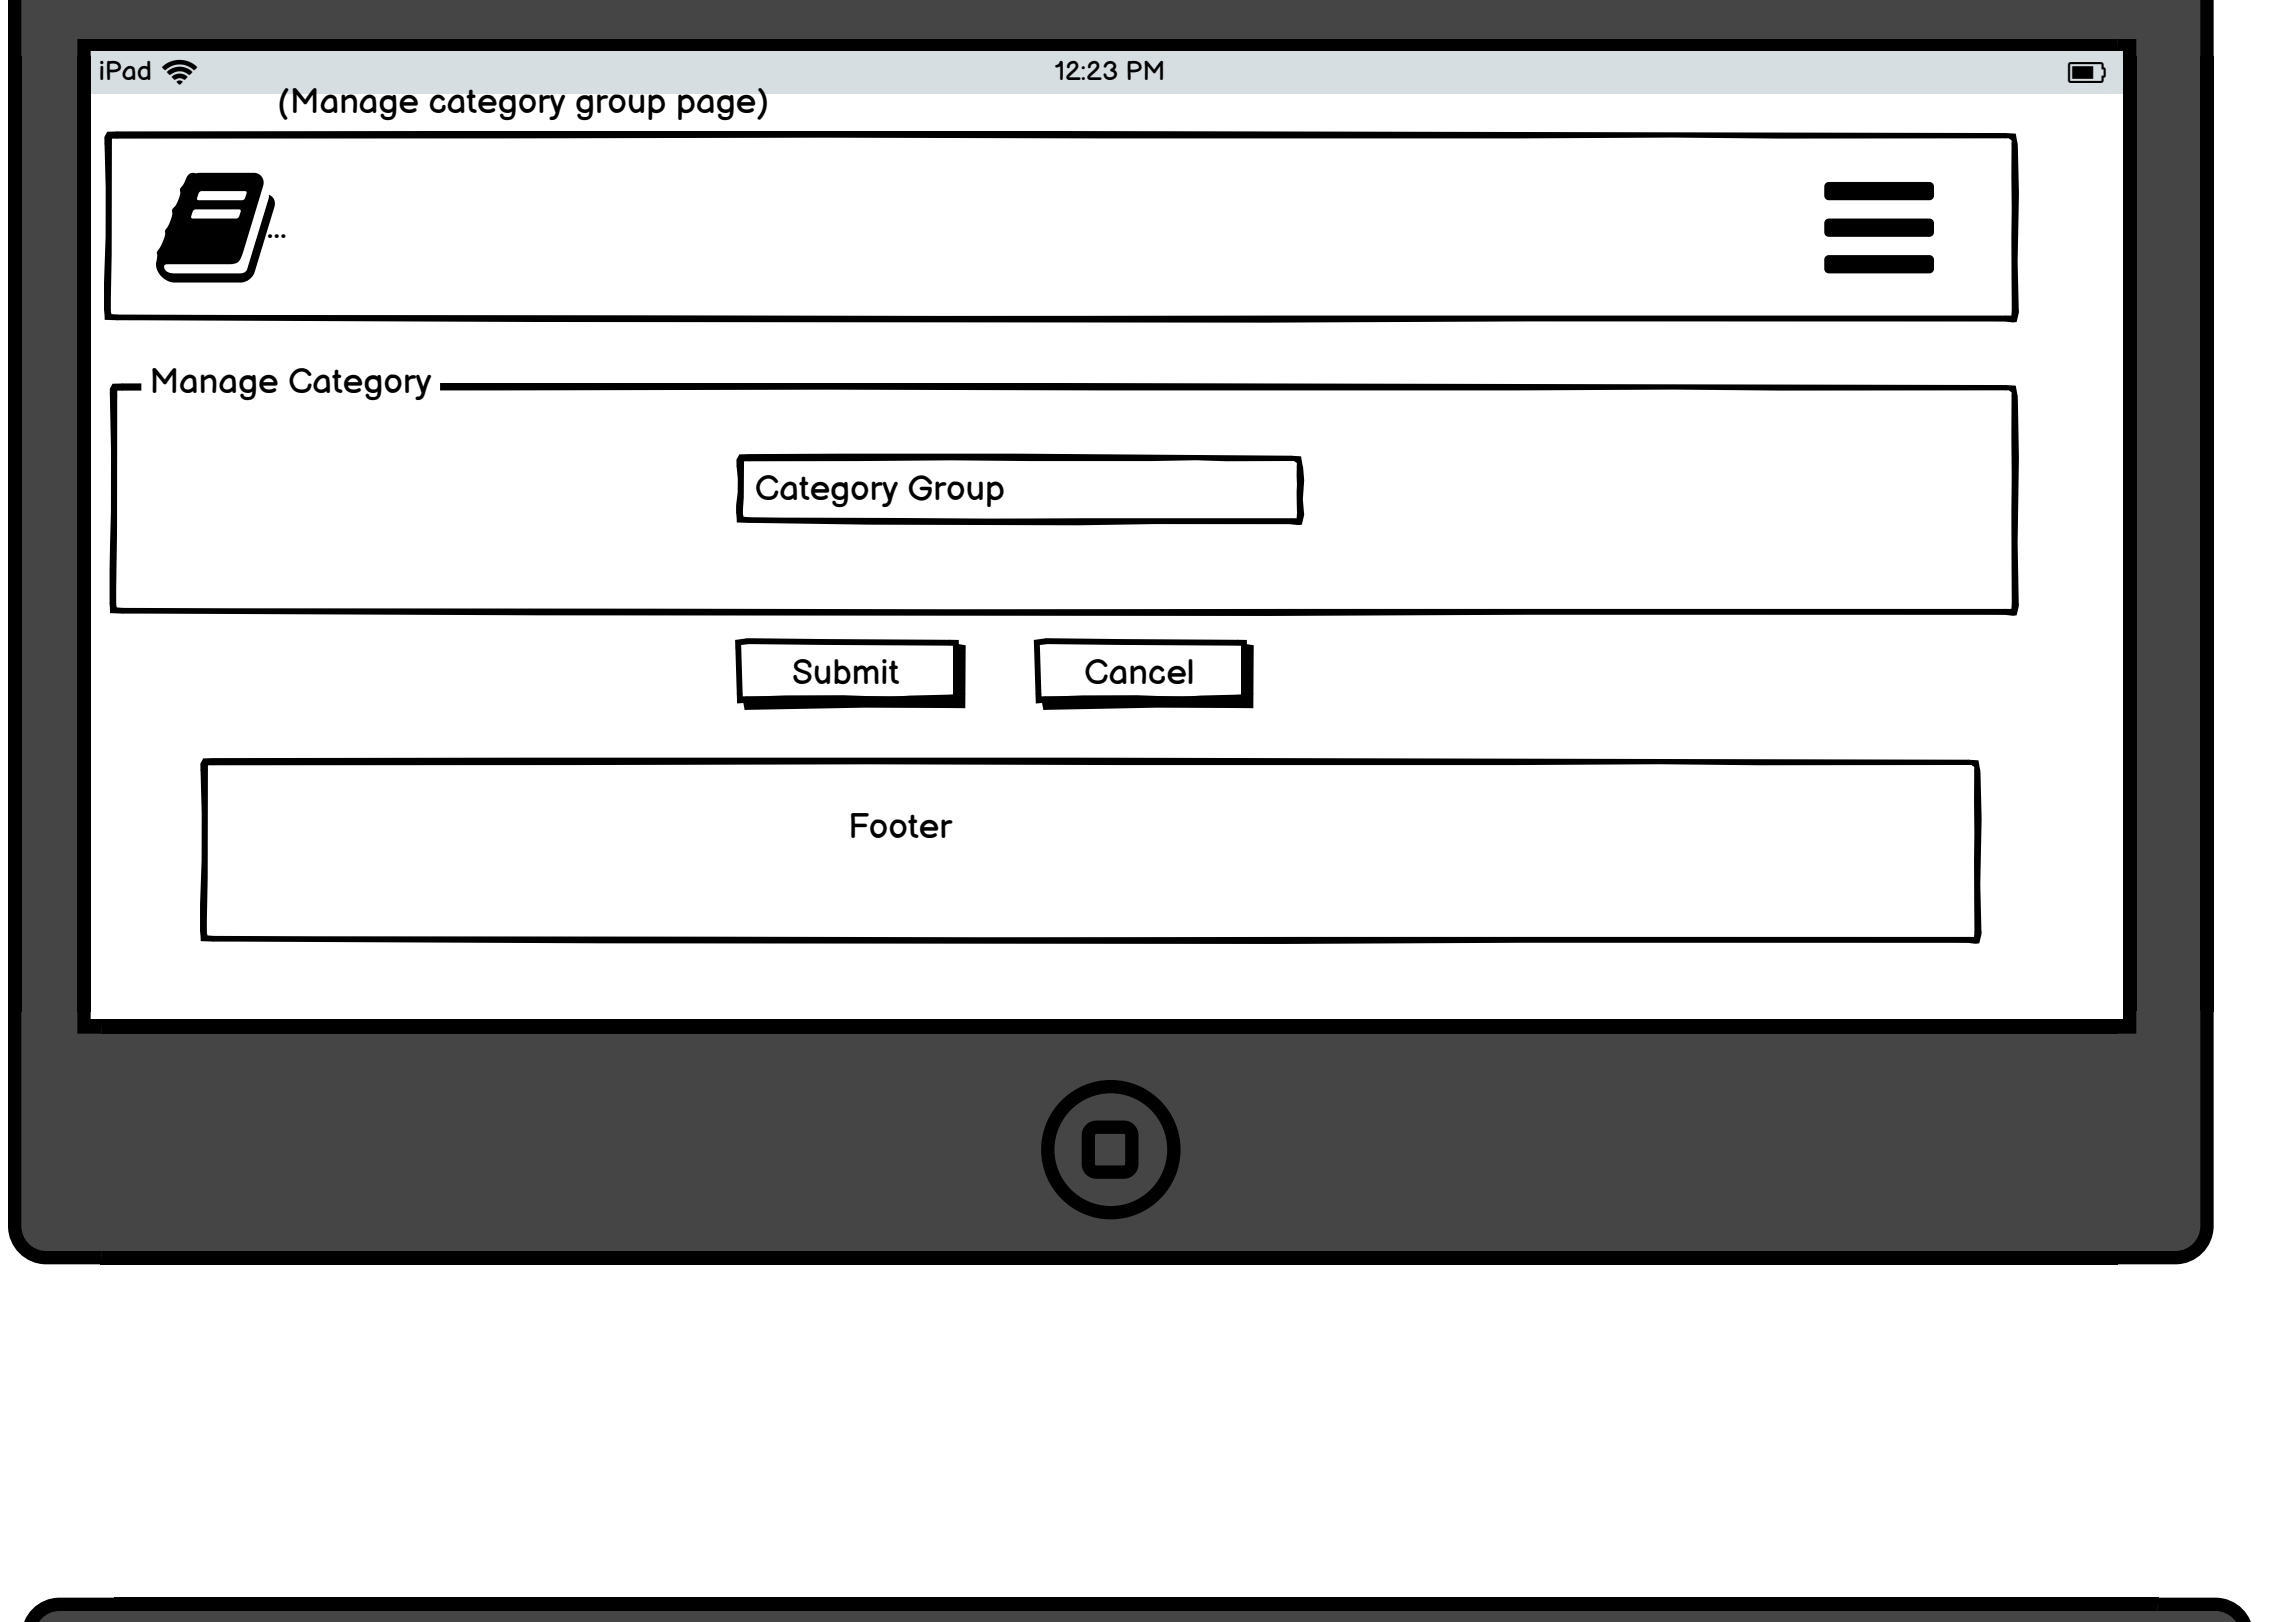 iPad 12:23 PM
(Manage category group page)
...
Manage Category
Category Group
Submit Cancel
Footer